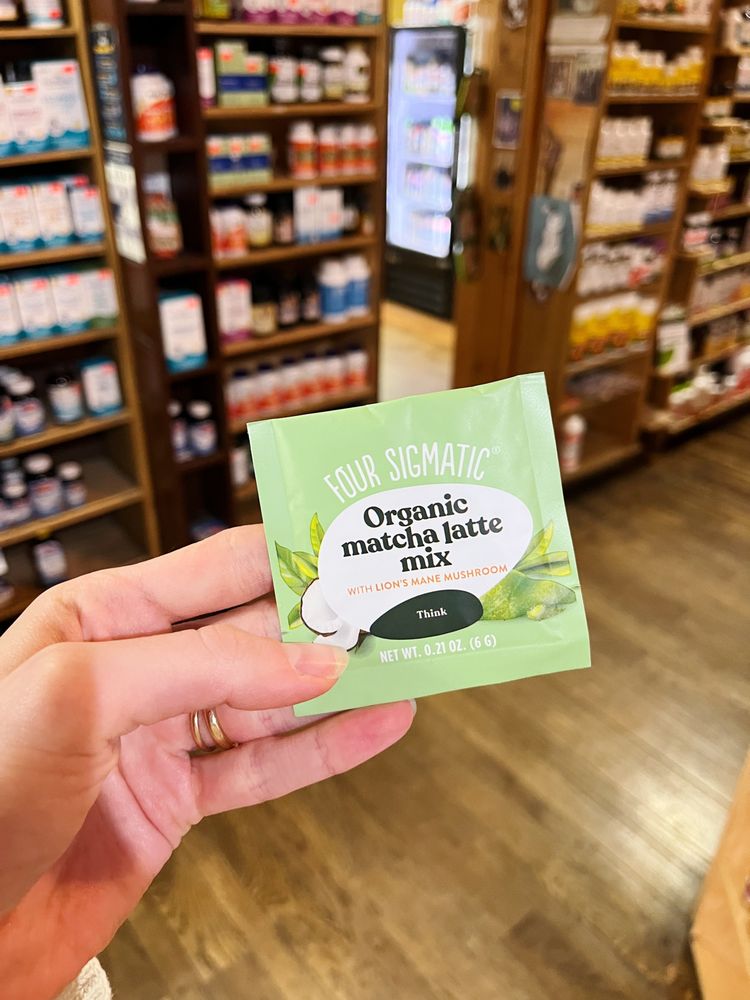 FOUR SIGMATIC®
Organic
matcha latte
mix
WITH LION'S MANE MUSHROOM
Think
NET WT. 0.21 OZ. (6 G)